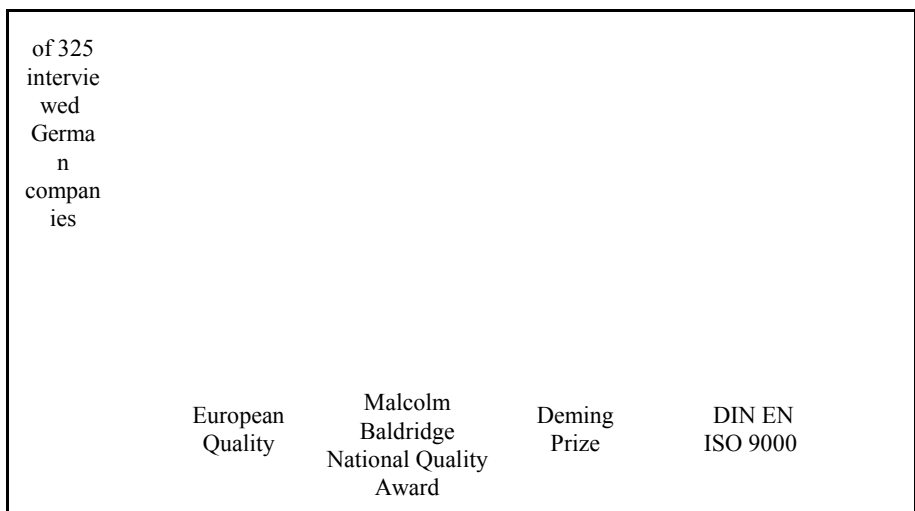 of 325
intervie
wed
Germa
n
compan
ies
European
Quality
Malcolm
Baldridge
National Quality
Award
Deming
Prize
DIN EN
ISO 9000